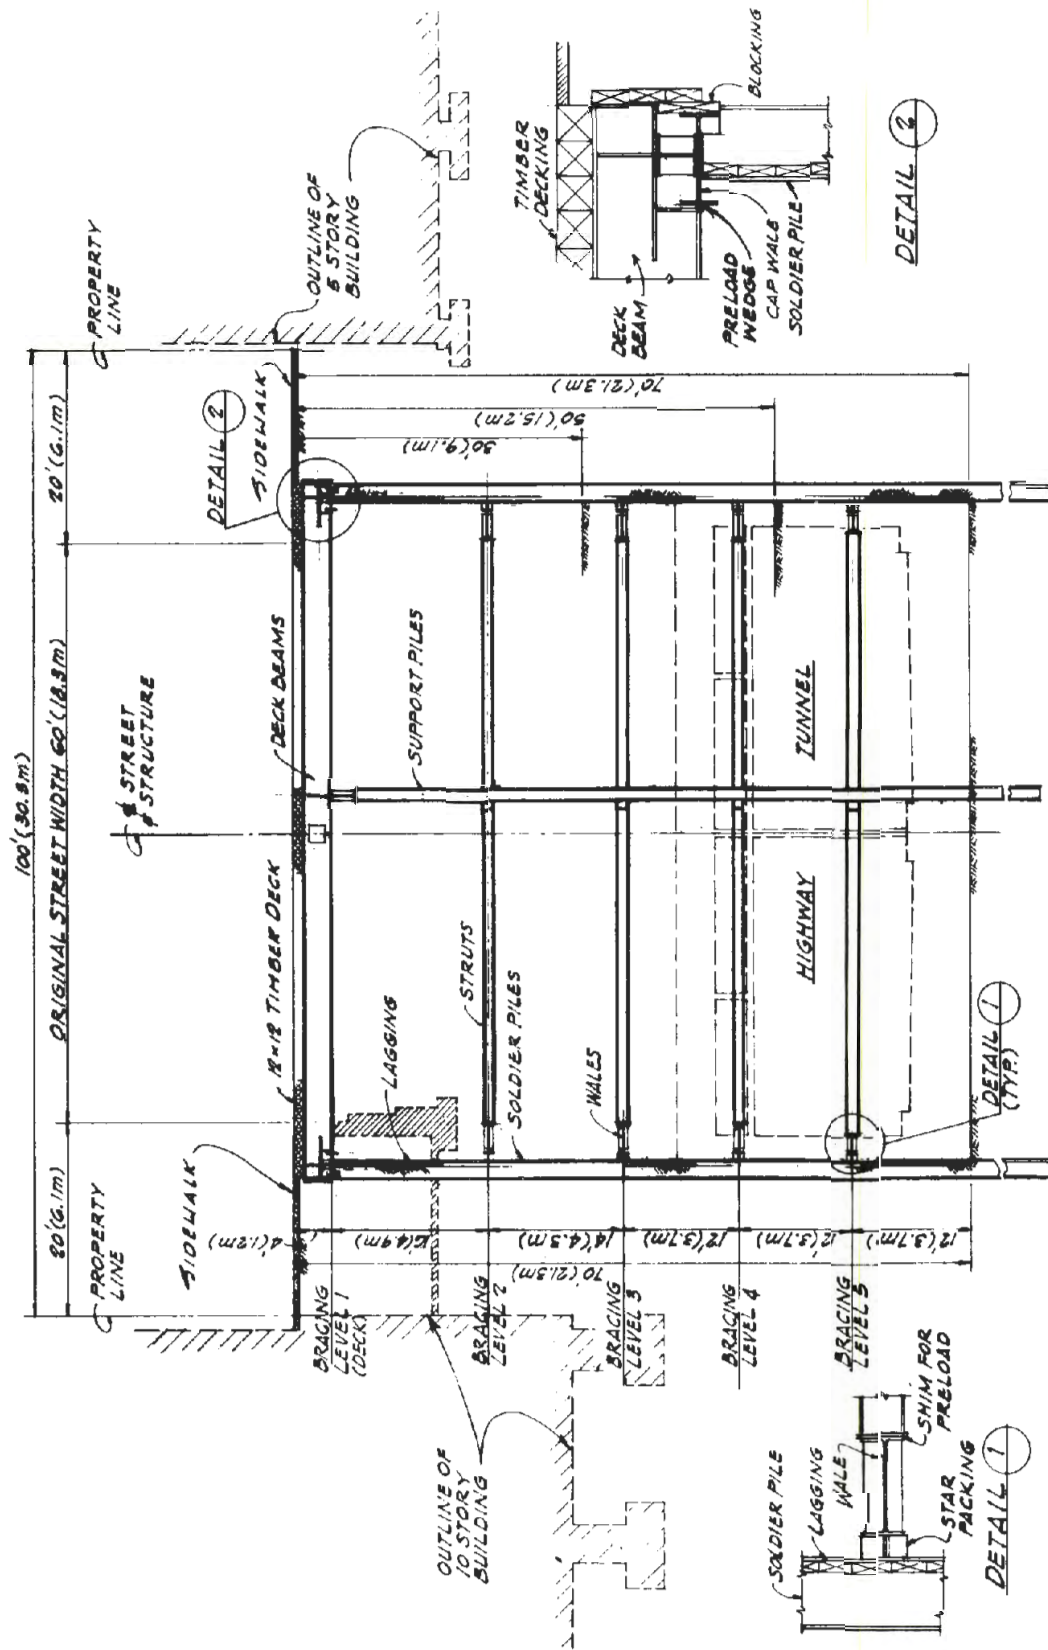 100' (30.5m)
20' (6.1m)
ORIGINAL STREET WIDTH 60' (18.3m)
20' (6.1m)
PROPERTY
LINE
℄ STREET
& STRUCTURE
PROPERTY
LINE
SIDEWALK
12×12 TIMBER DECK
DECK BEAMS
DETAIL 2
SIDEWALK
OUTLINE OF
5 STORY
BUILDING
OUTLINE OF
10 STORY
BUILDING
BRACING
LEVEL 1
(DECK)
BRACING
LEVEL 2
BRACING
LEVEL 3
BRACING
LEVEL 4
BRACING
LEVEL 5
4' (1.2m)
16' (4.9m)
14' (4.3m)
12' (3.7m)
12' (3.7m)
12' (3.7m)
70' (21.3m)
LAGGING
STRUTS
SOLDIER PILES
WALES
SUPPORT PILES
HIGHWAY
TUNNEL
30' (9.1m)
50' (15.2m)
70' (21.3m)
DETAIL 1
(TYP.)
SOLDIER PILE
LAGGING
WALE
STAR
PACKING
SHIM FOR
PRELOAD
DETAIL 1
TIMBER
DECKING
DECK
BEAM
PRELOAD
WEDGE
CAP WALE
SOLDIER PILE
BLOCKING
DETAIL 2